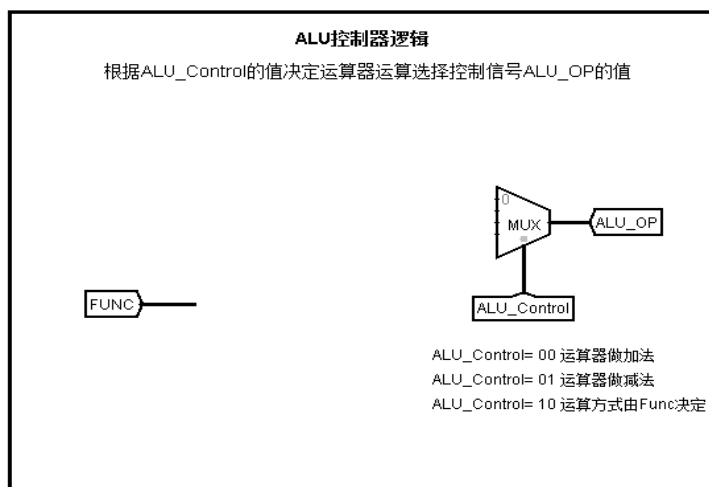 ALU控制器逻辑
根据ALU_Control的值决定运算器运算选择控制信号ALU_OP的值
0
MUX
ALU_OP
FUNC
ALU_Control
ALU_Control= 00 运算器做加法
ALU_Control= 01 运算器做减法
ALU_Control= 10 运算方式由Func决定